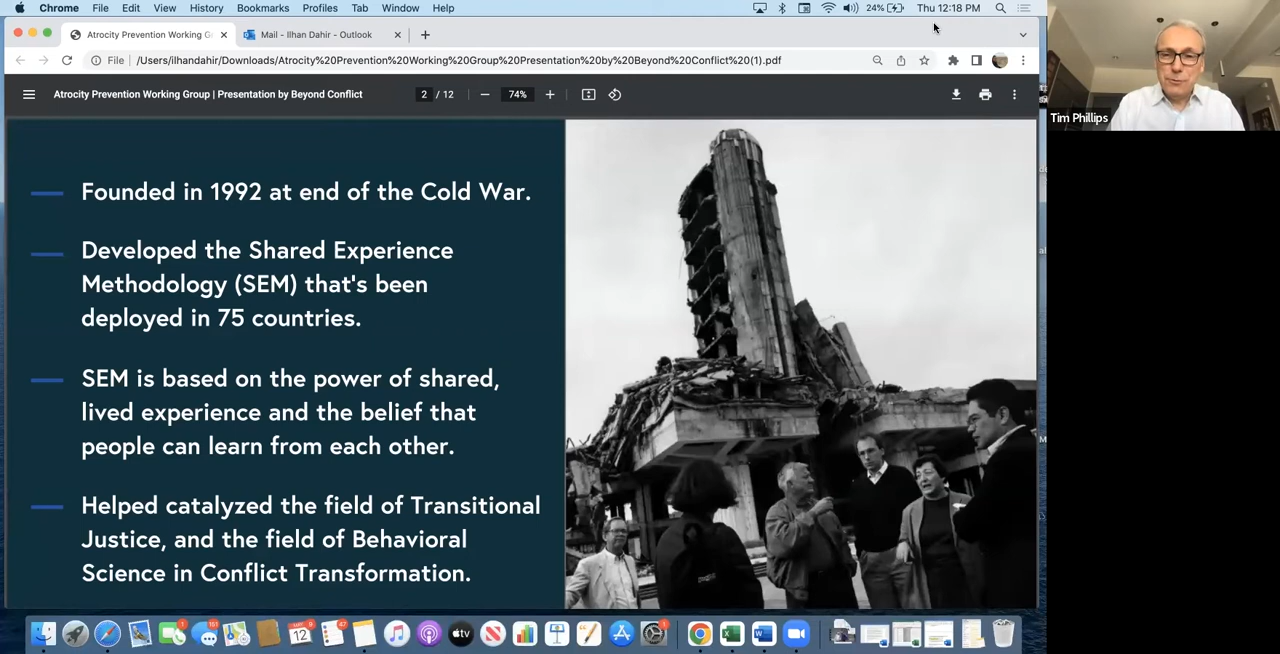 Chrome File Edit View History Bookmarks Profiles Tab Window Help 24% Thu 12:18 PM
Atrocity Prevention Working G
Mail - Ilhan Dahir - Outlook
File /Users/ilhandahir/Downloads/Atrocity%20Prevention%20Working%20Group%20Presentation%20by%20Beyond%20Conflict%20(1).pdf
Atrocity Prevention Working Group | Presentation by Beyond Conflict 2 / 12 74%
Tim Phillips
Founded in 1992 at end of the Cold War.
Developed the Shared Experience
Methodology (SEM) that's been
deployed in 75 countries.
SEM is based on the power of shared,
lived experience and the belief that
people can learn from each other.
Helped catalyzed the field of Transitional
Justice, and the field of Behavioral
Science in Conflict Transformation.
12
tv